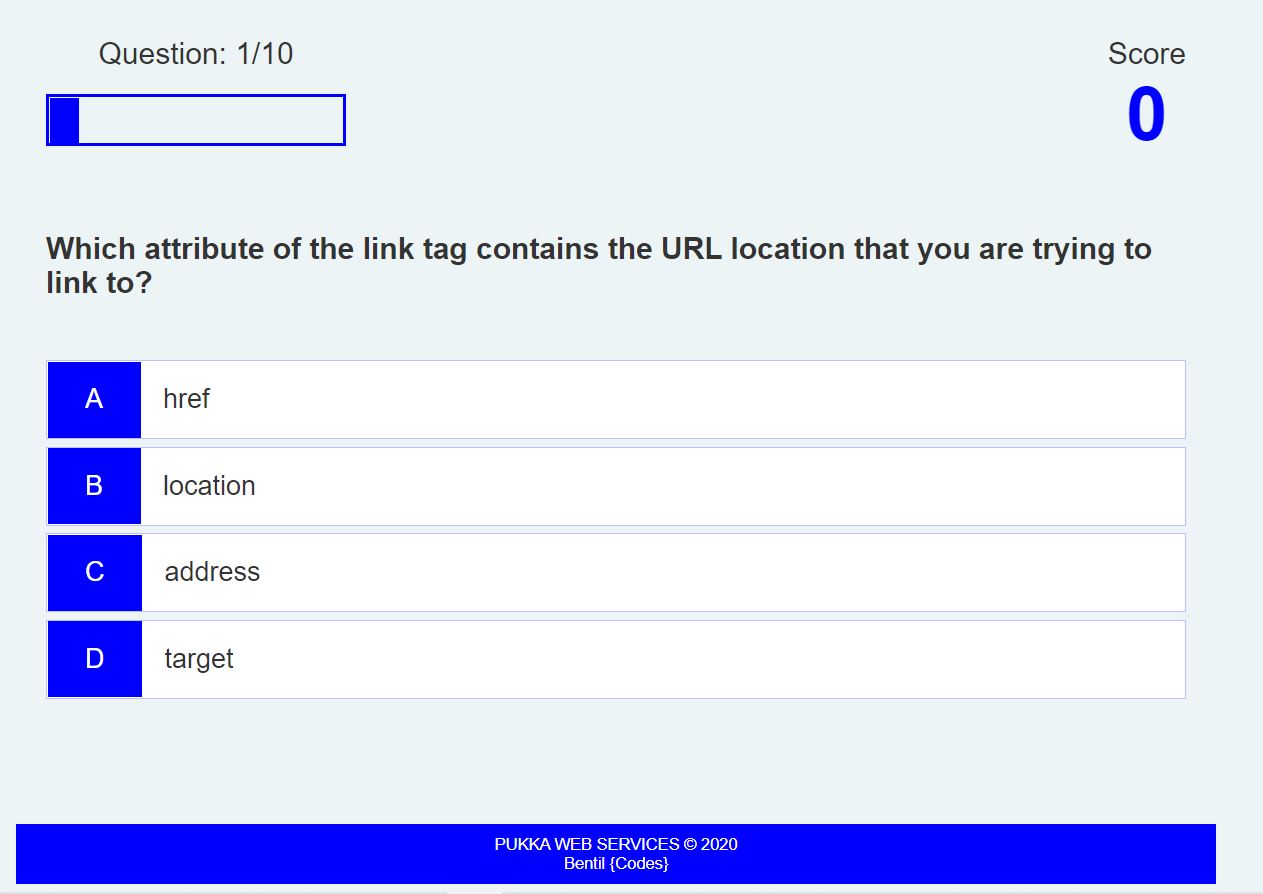 Question: 1/10
Score
0
Which attribute of the link tag contains the URL location that you are trying to
link to?
A href
B location
C address
D target
PUKKA WEB SERVICES © 2020
Bentil {Codes}